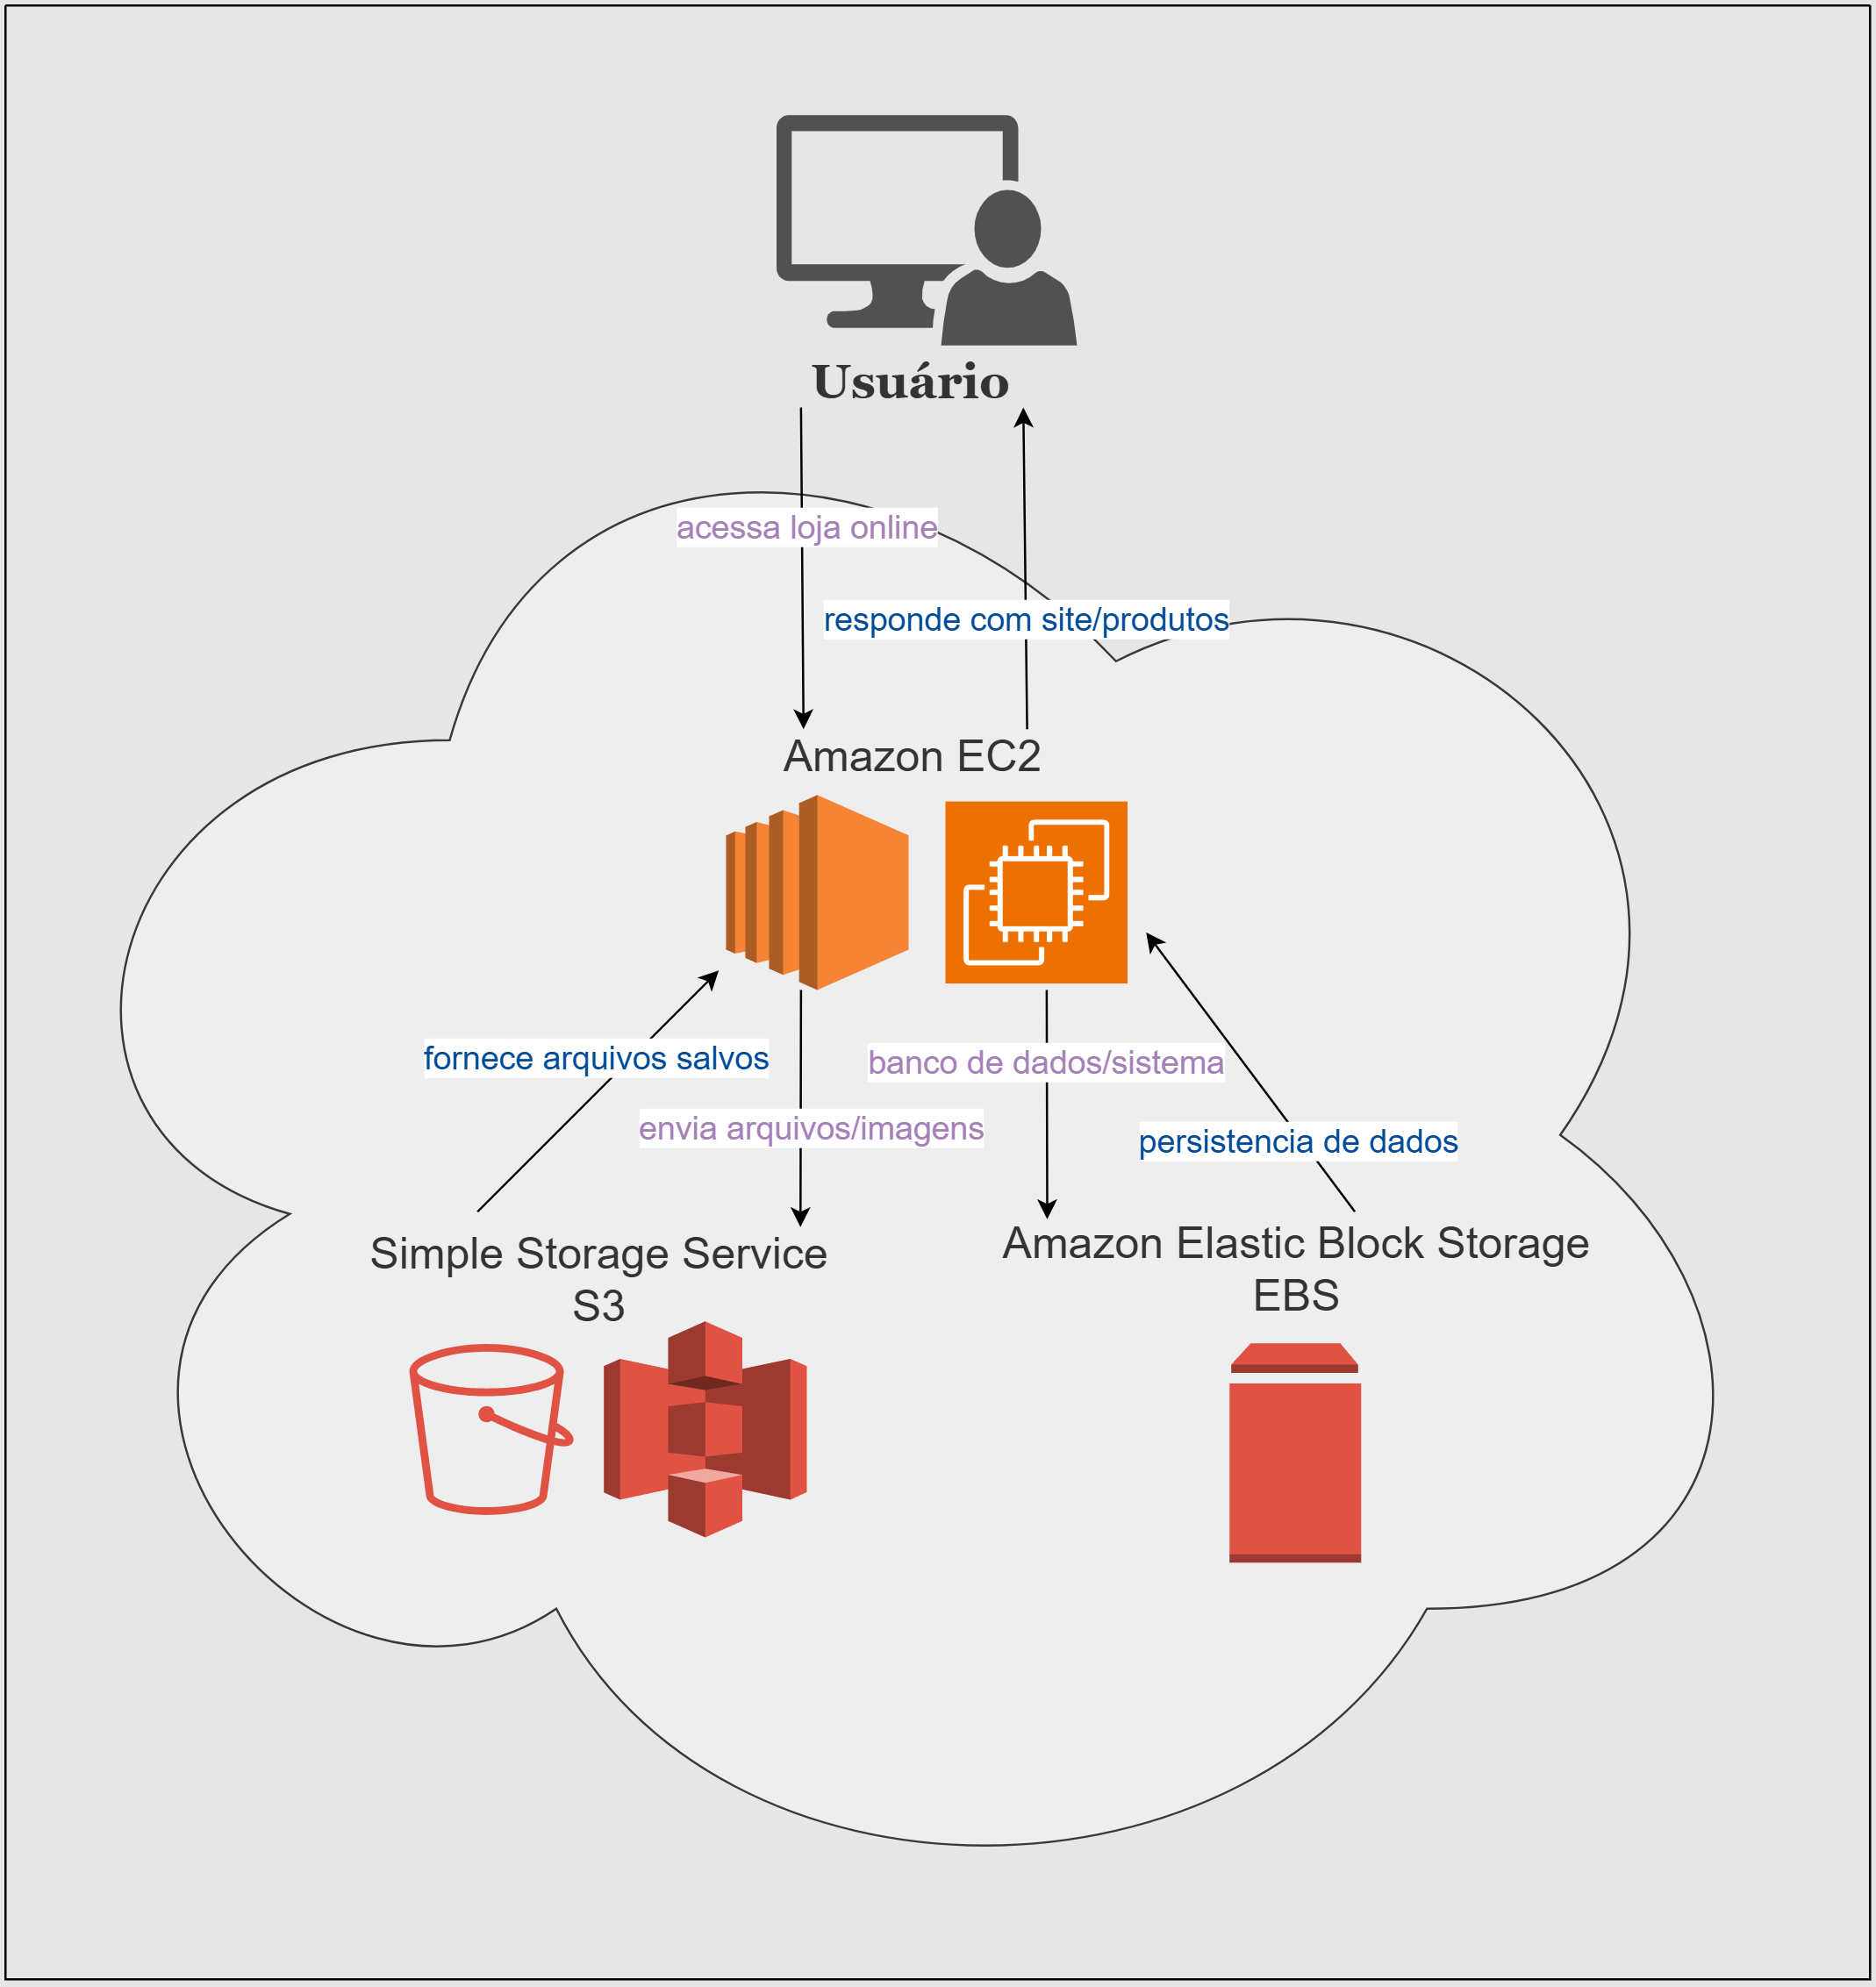 Usuário
acessa loja online
responde com site/produtos
Amazon EC2
fornece arquivos salvos
banco de dados/sistema
envia arquivos/imagens
persistencia de dados
Simple Storage Service
S3
Amazon Elastic Block Storage
EBS